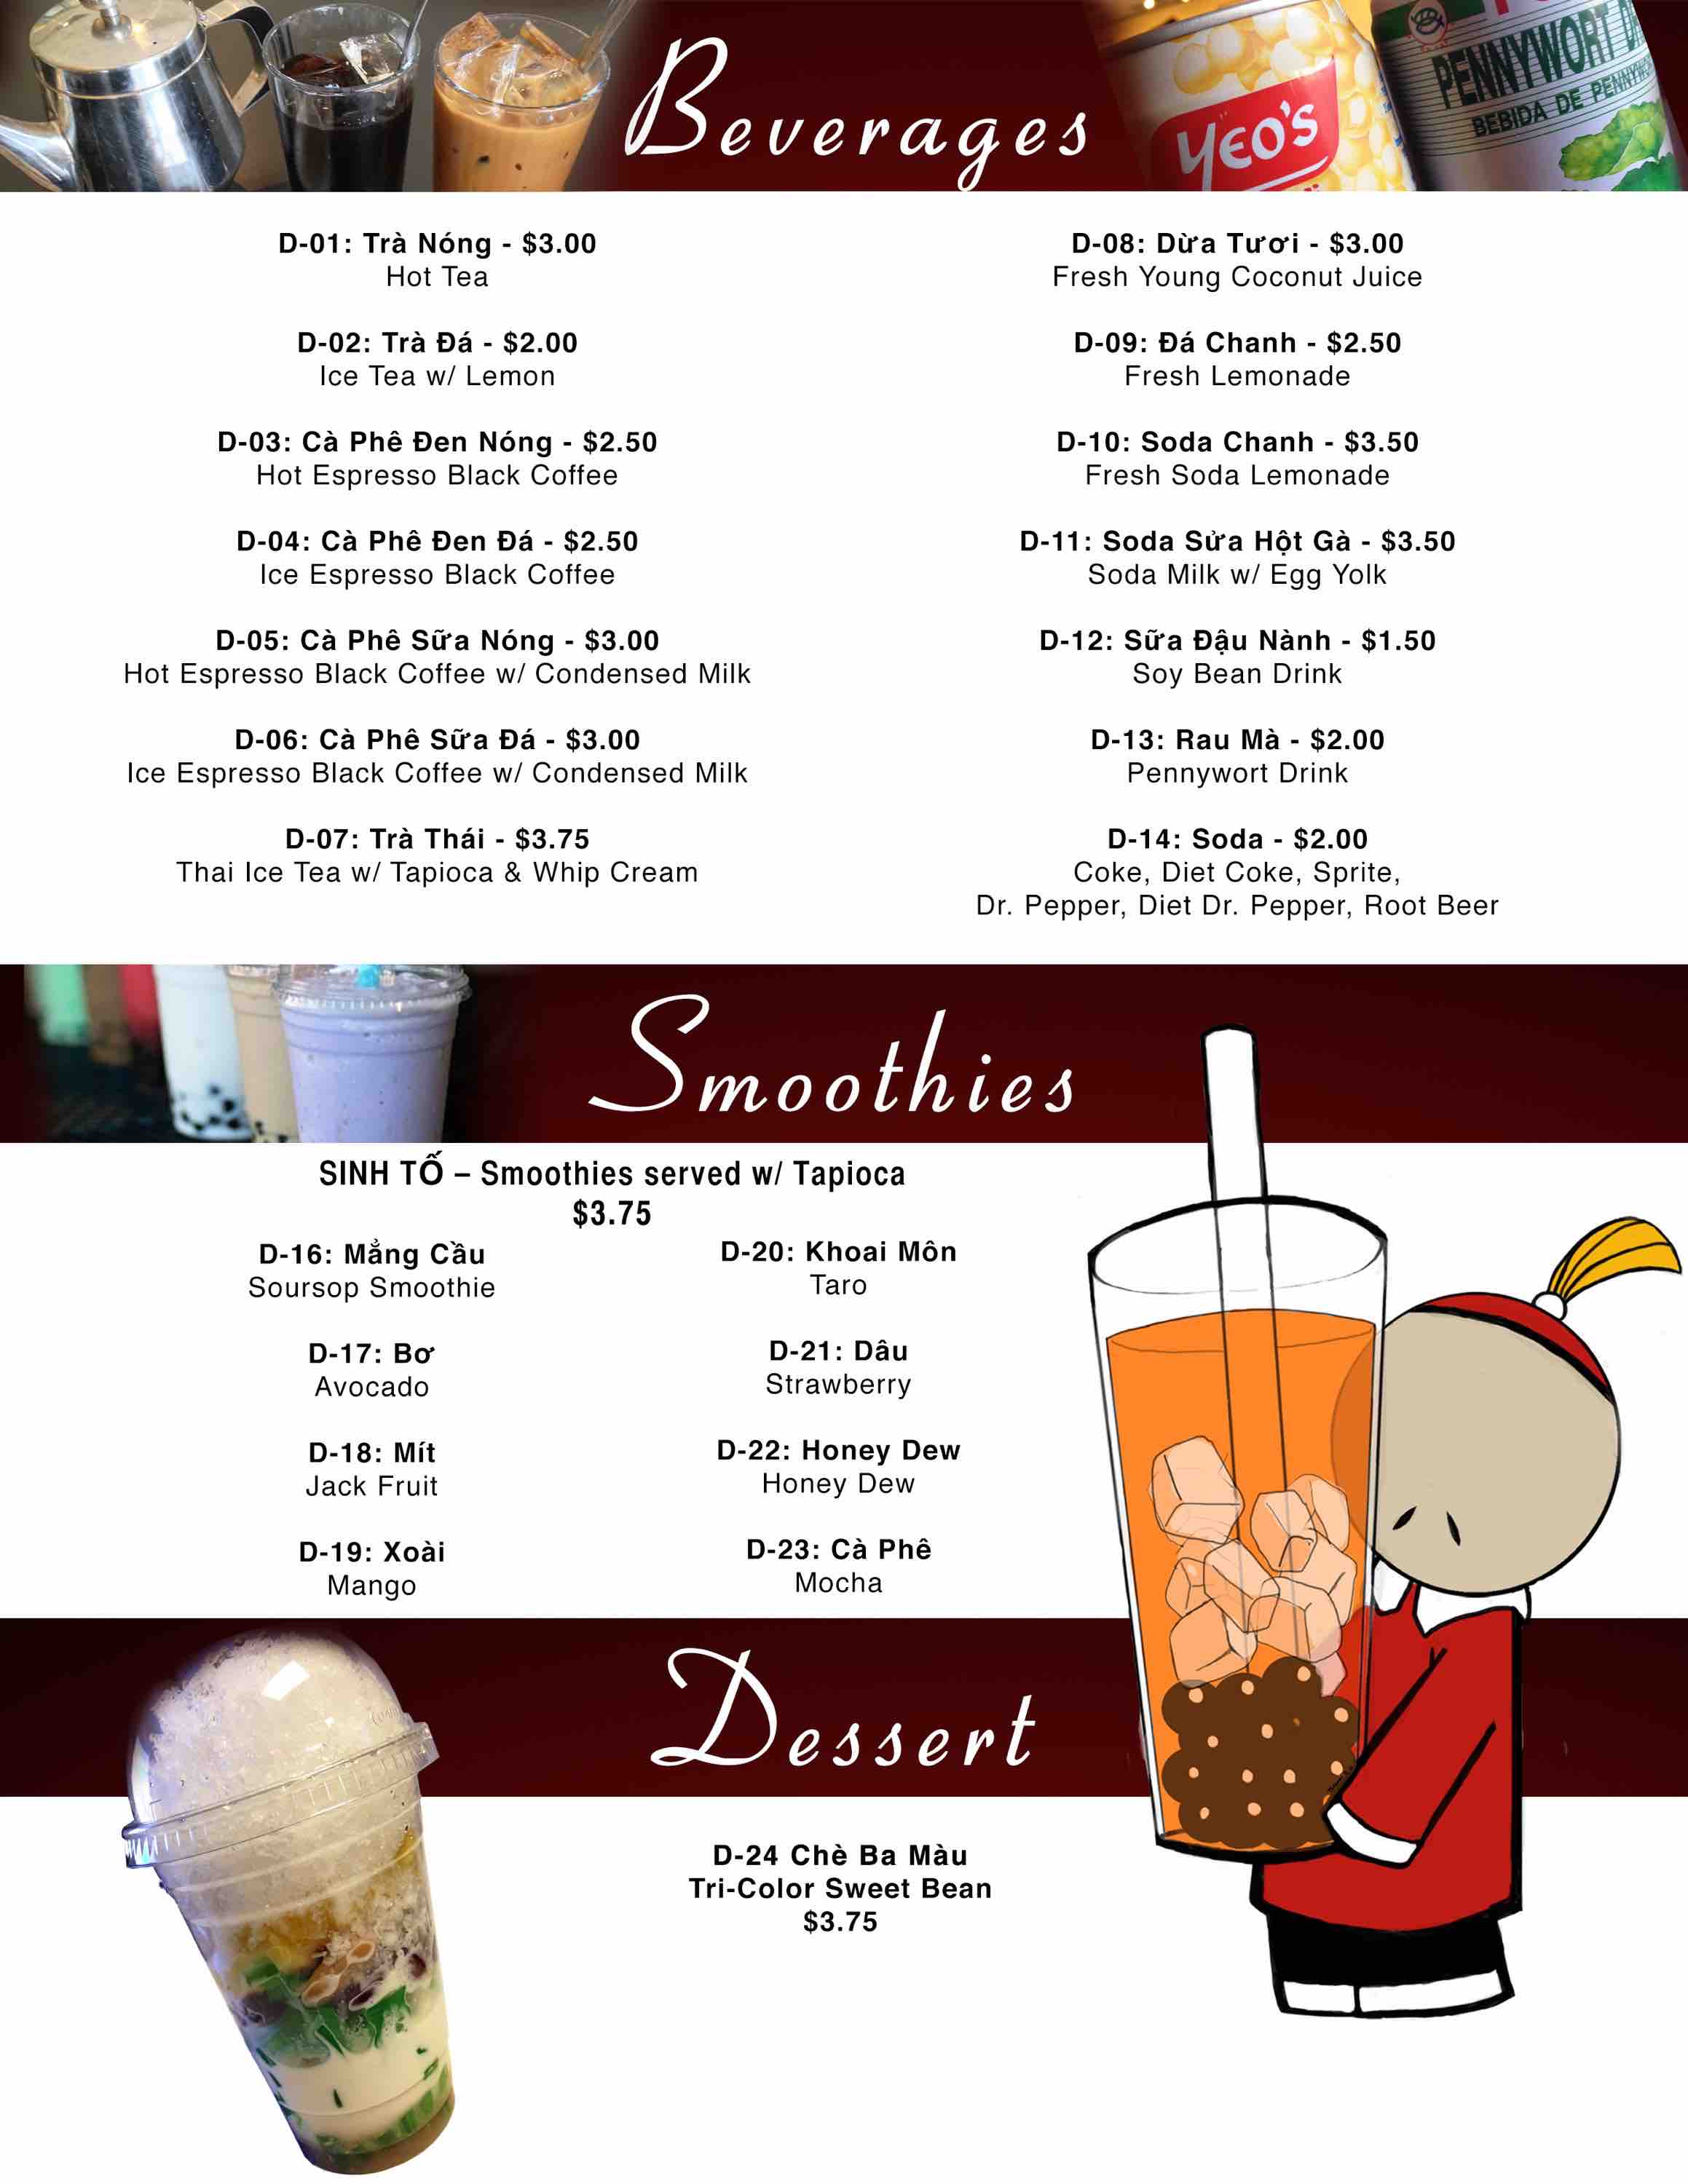 Beverages
YEO'S
PENNYWORT
BEBIDA DE
D-01: Trà Nóng - $3.00
Hot Tea
D-02: Trà Đá - $2.00
Ice Tea w/ Lemon
D-03: Cà Phê Đen Nóng - $2.50
Hot Espresso Black Coffee
D-04: Cà Phê Đen Đá - $2.50
Ice Espresso Black Coffee
D-05: Cà Phê Sữa Nóng - $3.00
Hot Espresso Black Coffee w/ Condensed Milk
D-06: Cà Phê Sữa Đá - $3.00
Ice Espresso Black Coffee w/ Condensed Milk
D-07: Trà Thái - $3.75
Thai Ice Tea w/ Tapioca & Whip Cream
D-08: Dừa Tươi - $3.00
Fresh Young Coconut Juice
D-09: Đá Chanh - $2.50
Fresh Lemonade
D-10: Soda Chanh - $3.50
Fresh Soda Lemonade
D-11: Soda Sửa Hột Gà - $3.50
Soda Milk w/ Egg Yolk
D-12: Sữa Đậu Nành - $1.50
Soy Bean Drink
D-13: Rau Mà - $2.00
Pennywort Drink
D-14: Soda - $2.00
Coke, Diet Coke, Sprite,
Dr. Pepper, Diet Dr. Pepper, Root Beer
Smoothies
SINH TỐ – Smoothies served w/ Tapioca
$3.75
D-16: Mẳng Cầu
Soursop Smoothie
D-17: Bơ
Avocado
D-18: Mít
Jack Fruit
D-19: Xoài
Mango
D-20: Khoai Môn
Taro
D-21: Dâu
Strawberry
D-22: Honey Dew
Honey Dew
D-23: Cà Phê
Mocha
Dessert
D-24 Chè Ba Màu
Tri-Color Sweet Bean
$3.75